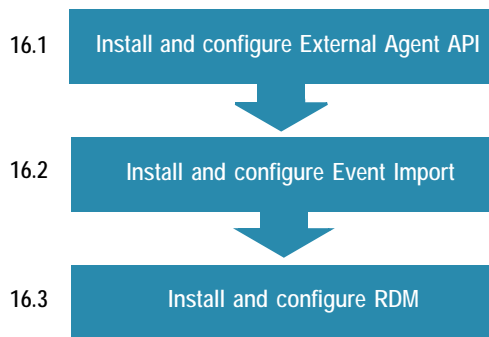 16.1 Install and configure External Agent API
16.2 Install and configure Event Import
16.3 Install and configure RDM